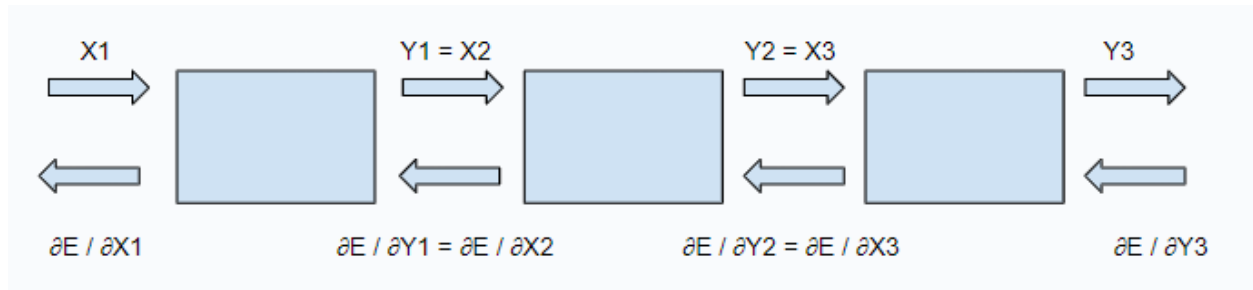 X1
Y1 = X2
Y2 = X3
Y3
∂E / ∂X1
∂E / ∂Y1 = ∂E / ∂X2
∂E / ∂Y2 = ∂E / ∂X3
∂E / ∂Y3